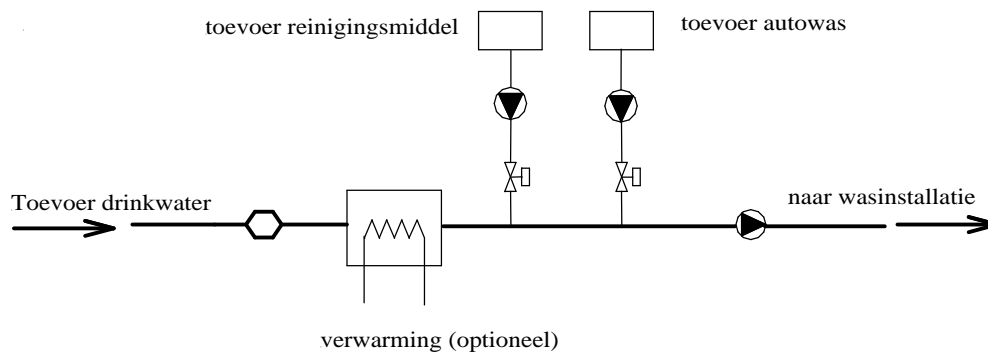 toevoer reinigingsmiddel
toevoer autowas
Toevoer drinkwater
naar wasinstallatie
verwarming (optioneel)